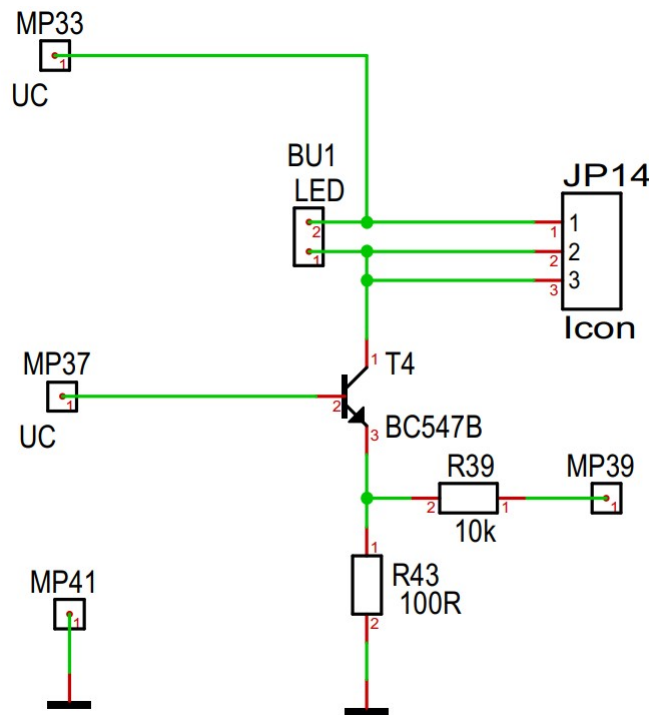 MP33
1
UC
BU1
LED
2
1
JP14
1 1
2 2
3 3
Icon
MP37
1
UC
1
T4
2
3
BC547B
R39
2 1
10k
MP39
1
MP41
1
1
R43
100R
2